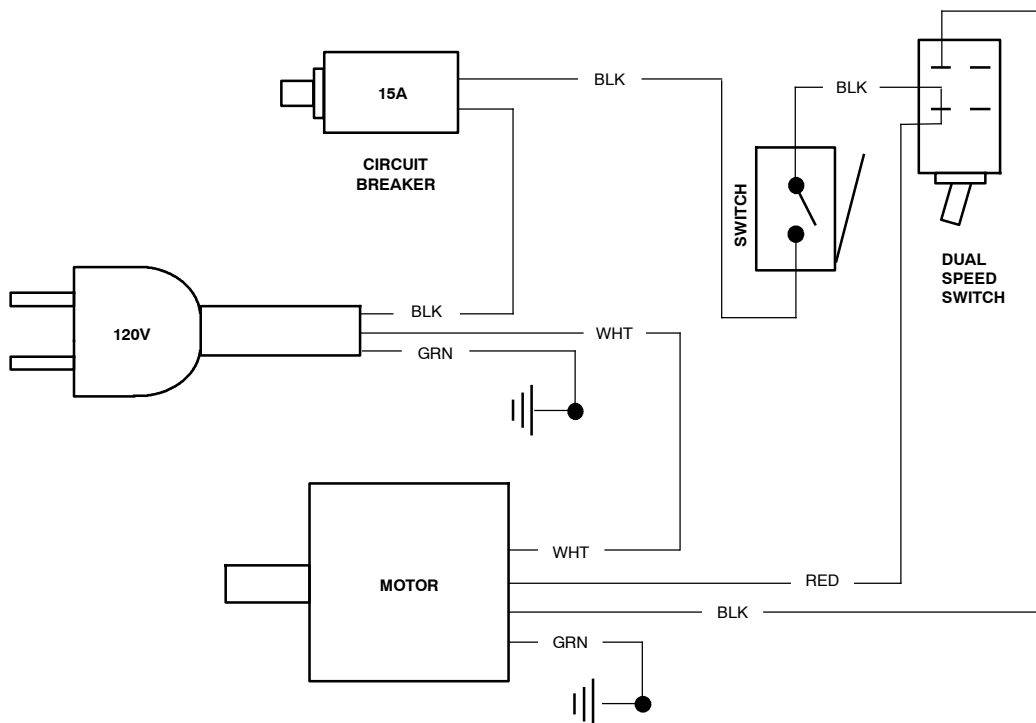 15A
BLK
BLK
CIRCUIT
BREAKER
SWITCH
DUAL
SPEED
SWITCH
BLK
120V
WHT
GRN
WHT
MOTOR
RED
BLK
GRN